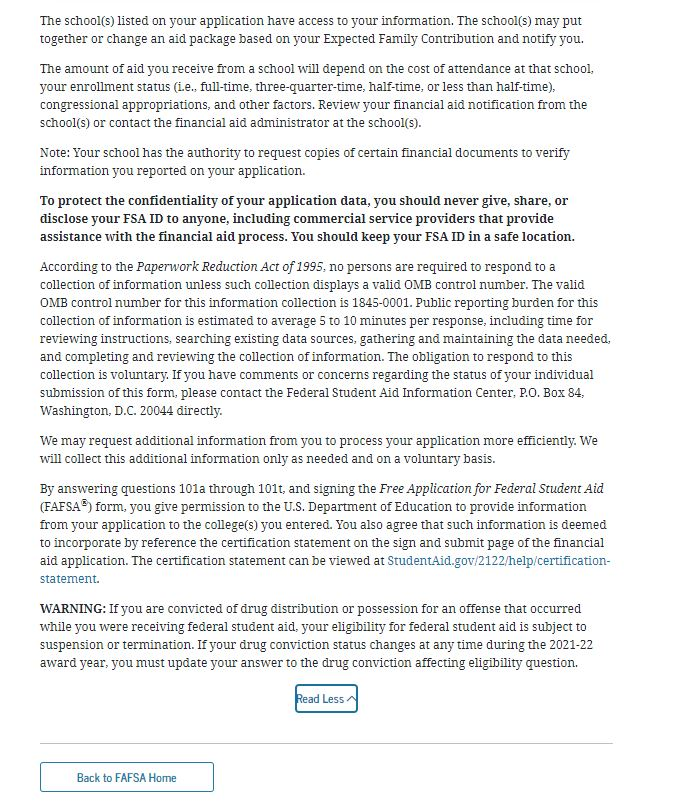 The school(s) listed on your application have access to your information. The school(s) may put
together or change an aid package based on your Expected Family Contribution and notify you.
The amount of aid you receive from a school will depend on the cost of attendance at that school,
your enrollment status (i.e., full-time, three-quarter-time, half-time, or less than half-time),
congressional appropriations, and other factors. Review your financial aid notification from the
school(s) or contact the financial aid administrator at the school(s).
Note: Your school has the authority to request copies of certain financial documents to verify
information you reported on your application.
To protect the confidentiality of your application data, you should never give, share, or
disclose your FSA ID to anyone, including commercial service providers that provide
assistance with the financial aid process. You should keep your FSA ID in a safe location.
According to the Paperwork Reduction Act of 1995, no persons are required to respond to a
collection of information unless such collection displays a valid OMB control number. The valid
OMB control number for this information collection is 1845-0001. Public reporting burden for this
collection of information is estimated to average 5 to 10 minutes per response, including time for
reviewing instructions, searching existing data sources, gathering and maintaining the data needed,
and completing and reviewing the collection of information. The obligation to respond to this
collection is voluntary. If you have comments or concerns regarding the status of your individual
submission of this form, please contact the Federal Student Aid Information Center, P.O. Box 84,
Washington, D.C. 20044 directly.
We may request additional information from you to process your application more efficiently. We
will collect this additional information only as needed and on a voluntary basis.
By answering questions 101a through 101t, and signing the Free Application for Federal Student Aid
(FAFSA®) form, you give permission to the U.S. Department of Education to provide information
from your application to the college(s) you entered. You also agree that such information is deemed
to incorporate by reference the certification statement on the sign and submit page of the financial
aid application. The certification statement can be viewed at StudentAid.gov/2122/help/certification-
statement.
WARNING: If you are convicted of drug distribution or possession for an offense that occurred
while you were receiving federal student aid, your eligibility for federal student aid is subject to
suspension or termination. If your drug conviction status changes at any time during the 2021-22
award year, you must update your answer to the drug conviction affecting eligibility question.
Read Less
Back to FAFSA Home